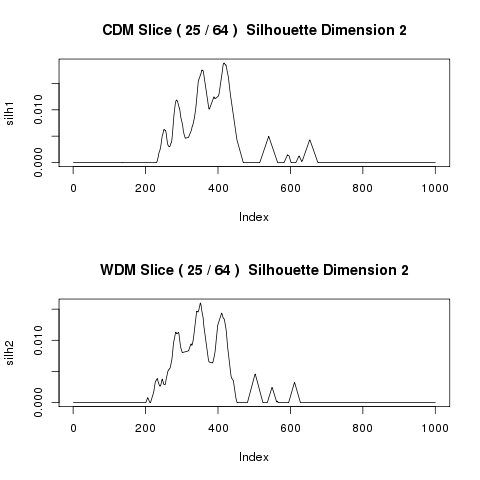 CDM Slice ( 25 / 64 )  Silhouette Dimension 2
silh1
0.010
0.000
0 200 400 600 800 1000
Index
WDM Slice ( 25 / 64 )  Silhouette Dimension 2
silh2
0.010
0.000
0 200 400 600 800 1000
Index